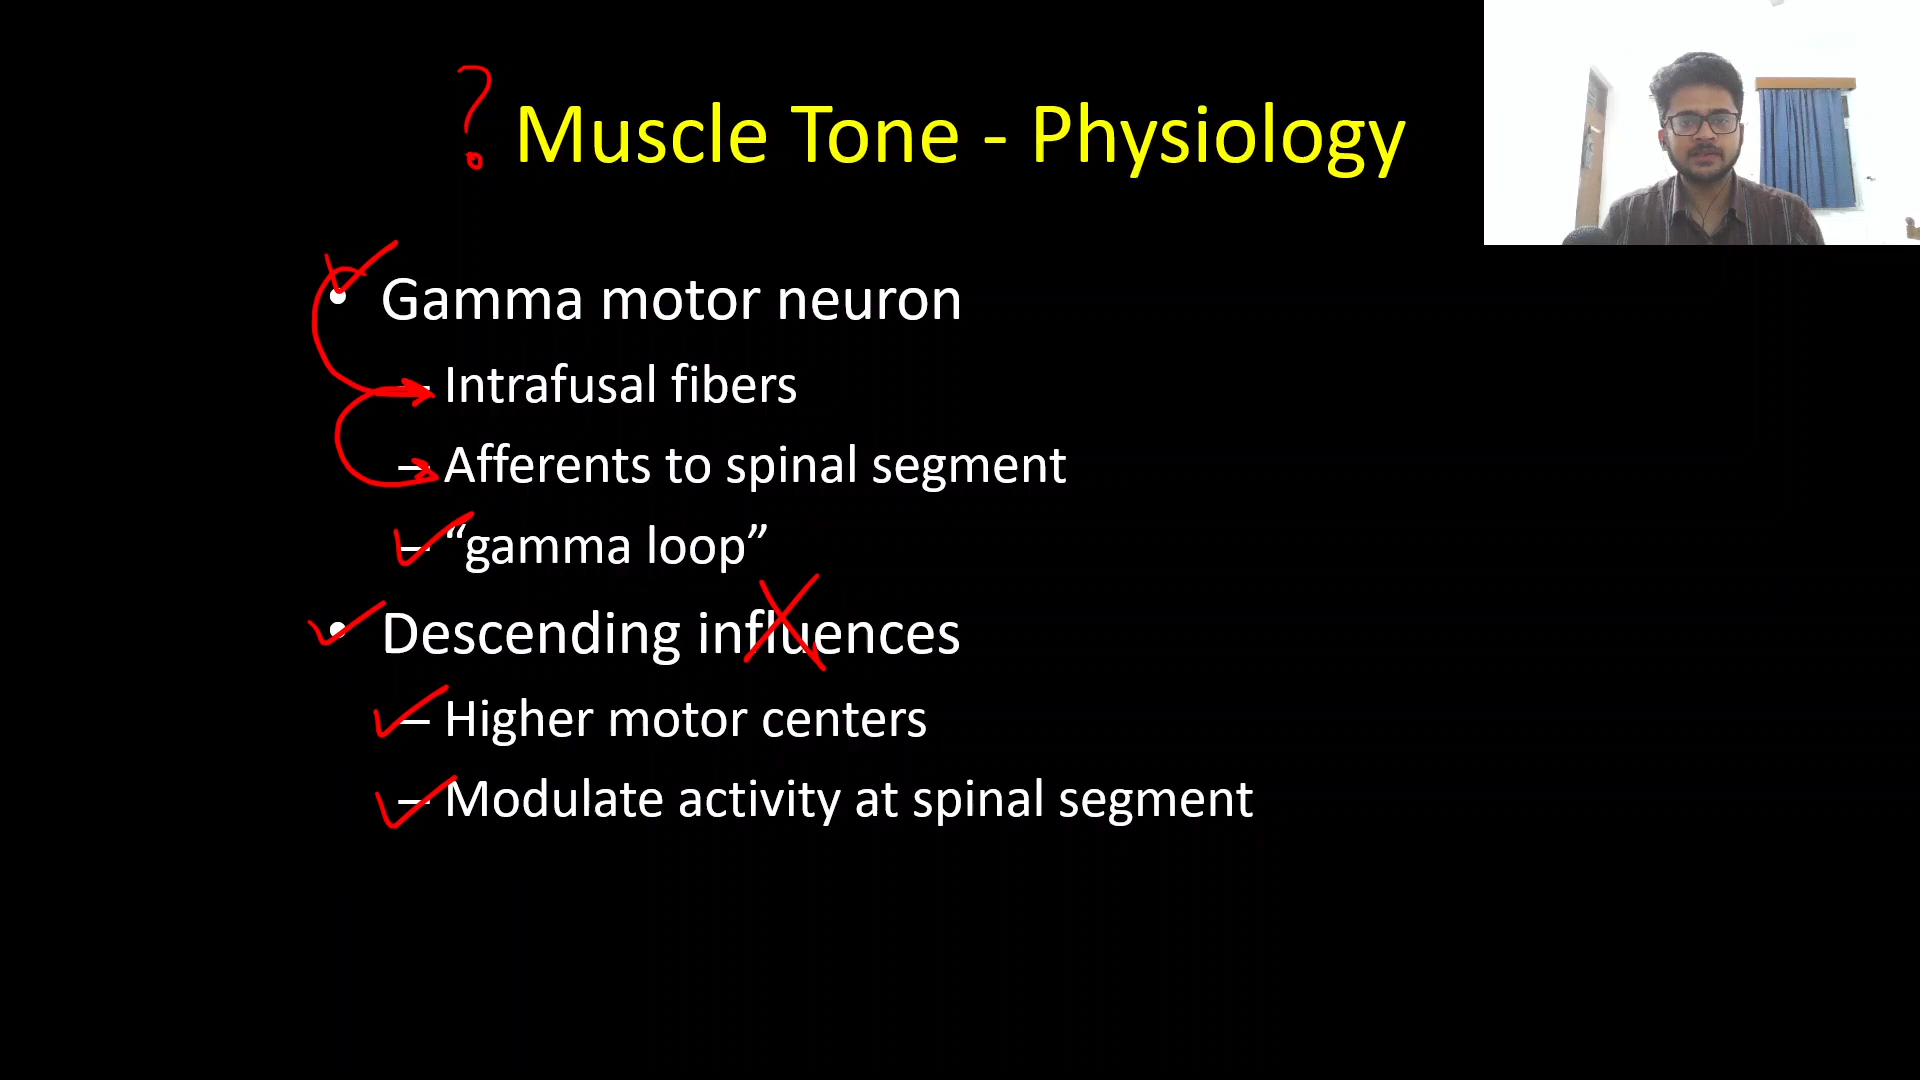 ? Muscle Tone - Physiology
• Gamma motor neuron
– Intrafusal fibers
– Afferents to spinal segment
– “gamma loop”
• Descending influences
– Higher motor centers
– Modulate activity at spinal segment